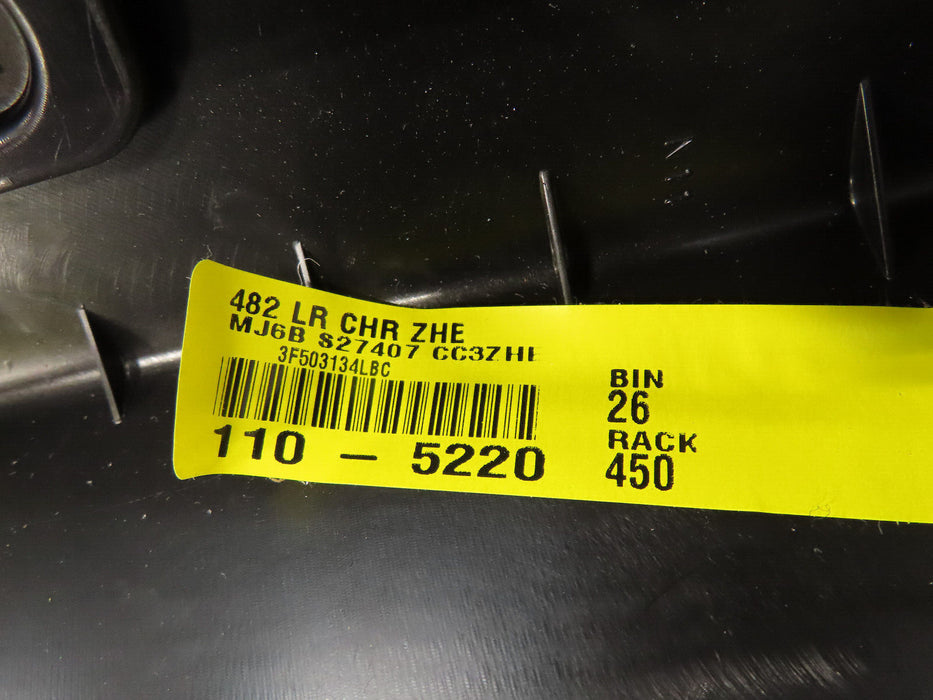 482 LR CHR ZHE
MJ6B S27407 CC3ZHE
3F503134LBC
110 - 5220
BIN
26
RACK
450